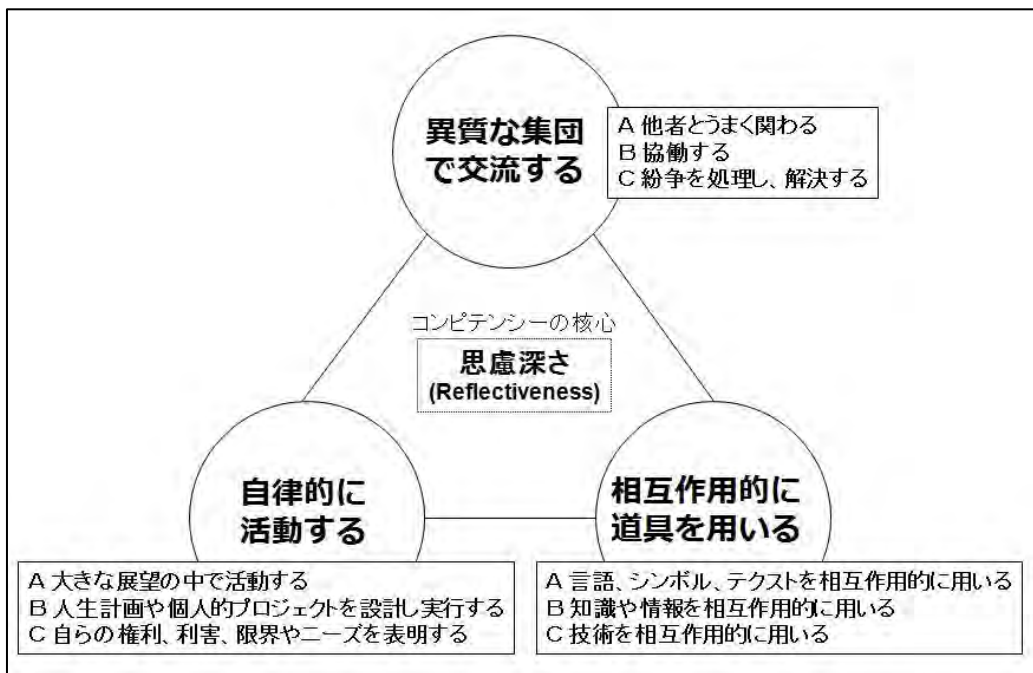 異質な集団
で交流する
A 他者とうまく関わる
B 協働する
C 紛争を処理し、解決する
コンピテンシーの核心
思慮深さ
(Reflectiveness)
自律的に
活動する
相互作用的に
道具を用いる
A 大きな展望の中で活動する
B 人生計画や個人的プロジェクトを設計し実行する
C 自らの権利、利害、限界やニーズを表明する
A 言語、シンボル、テクストを相互作用的に用いる
B 知識や情報を相互作用的に用いる
C 技術を相互作用的に用いる